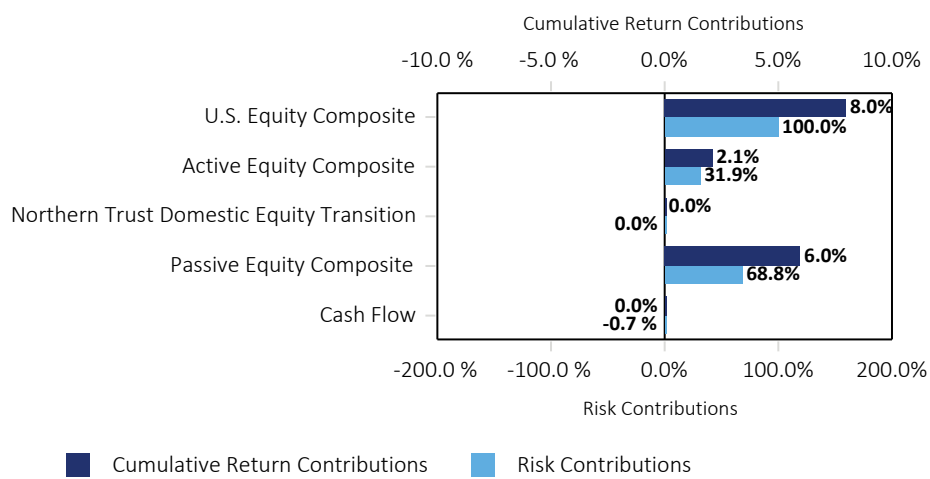 Cumulative Return Contributions
-10.0 % -5.0 % 0.0% 5.0% 10.0%
U.S. Equity Composite 8.0%
100.0%
Active Equity Composite 2.1%
31.9%
Northern Trust Domestic Equity Transition 0.0%
0.0%
Passive Equity Composite 6.0%
68.8%
Cash Flow 0.0%
-0.7 %
-200.0 % -100.0 % 0.0% 100.0% 200.0%
Risk Contributions
Cumulative Return Contributions Risk Contributions